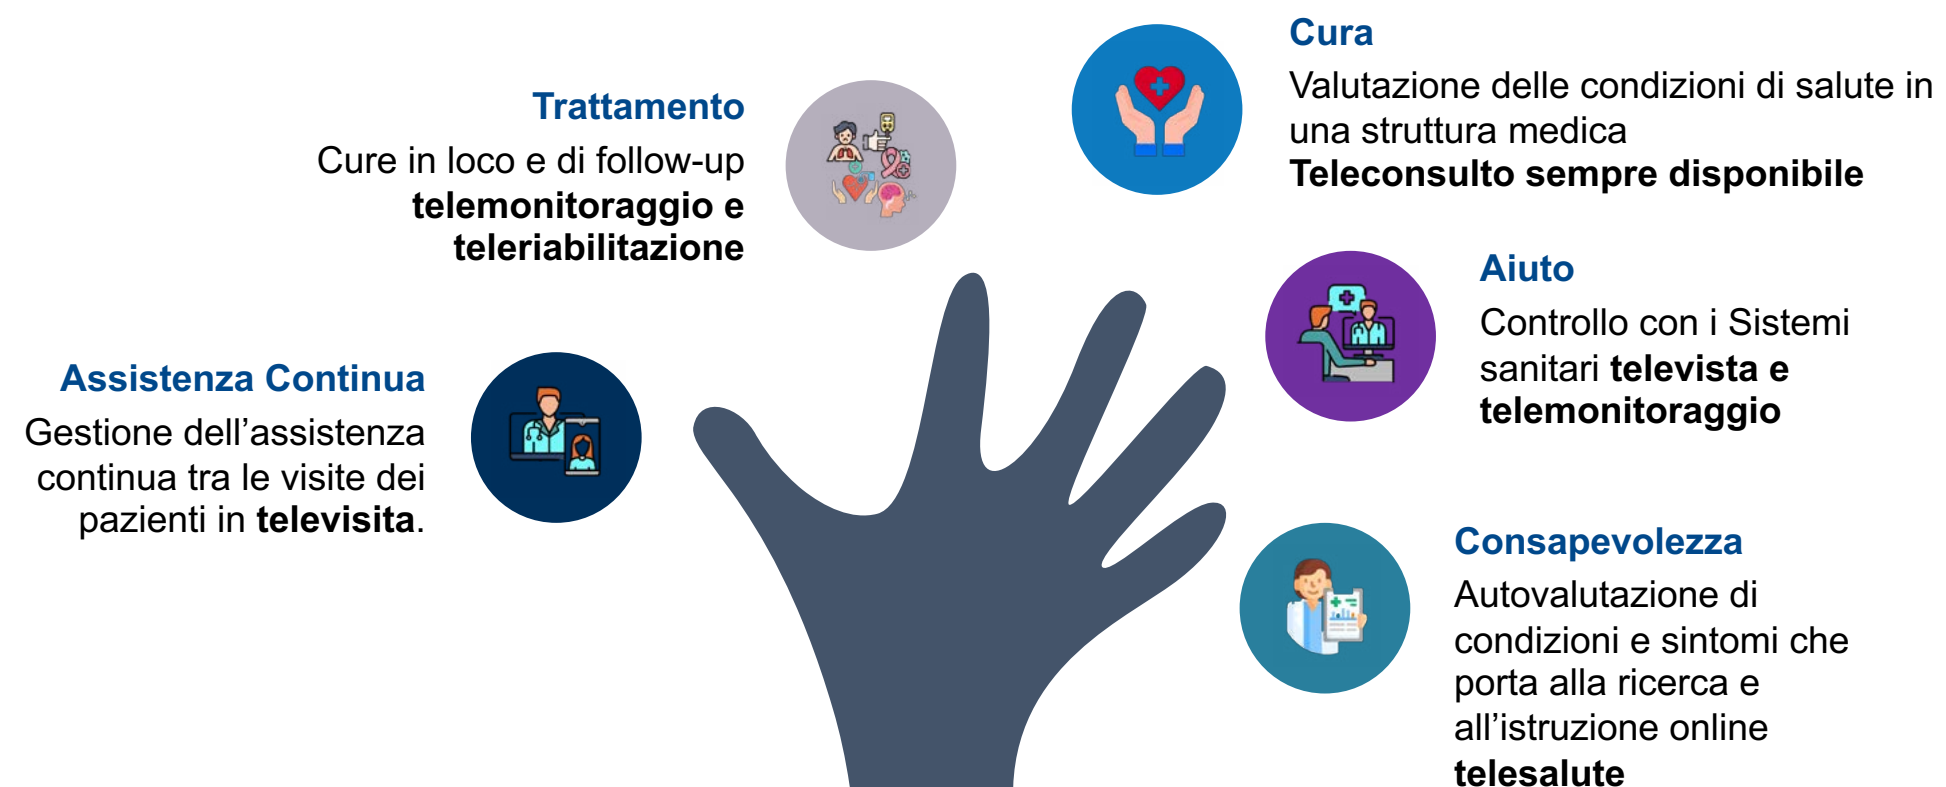 Trattamento
Cure in loco e di follow-up
telemonitoraggio e
teleriabilitazione
Cura
Valutazione delle condizioni di salute in
una struttura medica
Teleconsulto sempre disponibile
Assistenza Continua
Gestione dell’assistenza
continua tra le visite dei
pazienti in televisita.
Aiuto
Controllo con i Sistemi
sanitari televista e
telemonitoraggio
Consapevolezza
Autovalutazione di
condizioni e sintomi che
porta alla ricerca e
all’istruzione online
telesalute